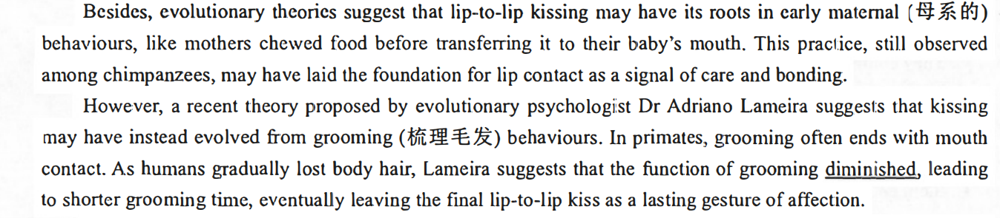 Besides, evolutionary theories suggest that lip-to-lip kissing may have its roots in early maternal (母系的)
behaviours, like mothers chewed food before transferring it to their baby's mouth. This practice, still observed
among chimpanzees, may have laid the foundation for lip contact as a signal of care and bonding.
However, a recent theory proposed by evolutionary psychologist Dr Adriano Lameira suggests that kissing
may have instead evolved from grooming (梳理毛发) behaviours. In primates, grooming often ends with mouth
contact. As humans gradually lost body hair, Lameira suggests that the function of grooming diminished, leading
to shorter grooming time, eventually leaving the final lip-to-lip kiss as a lasting gesture of affection.